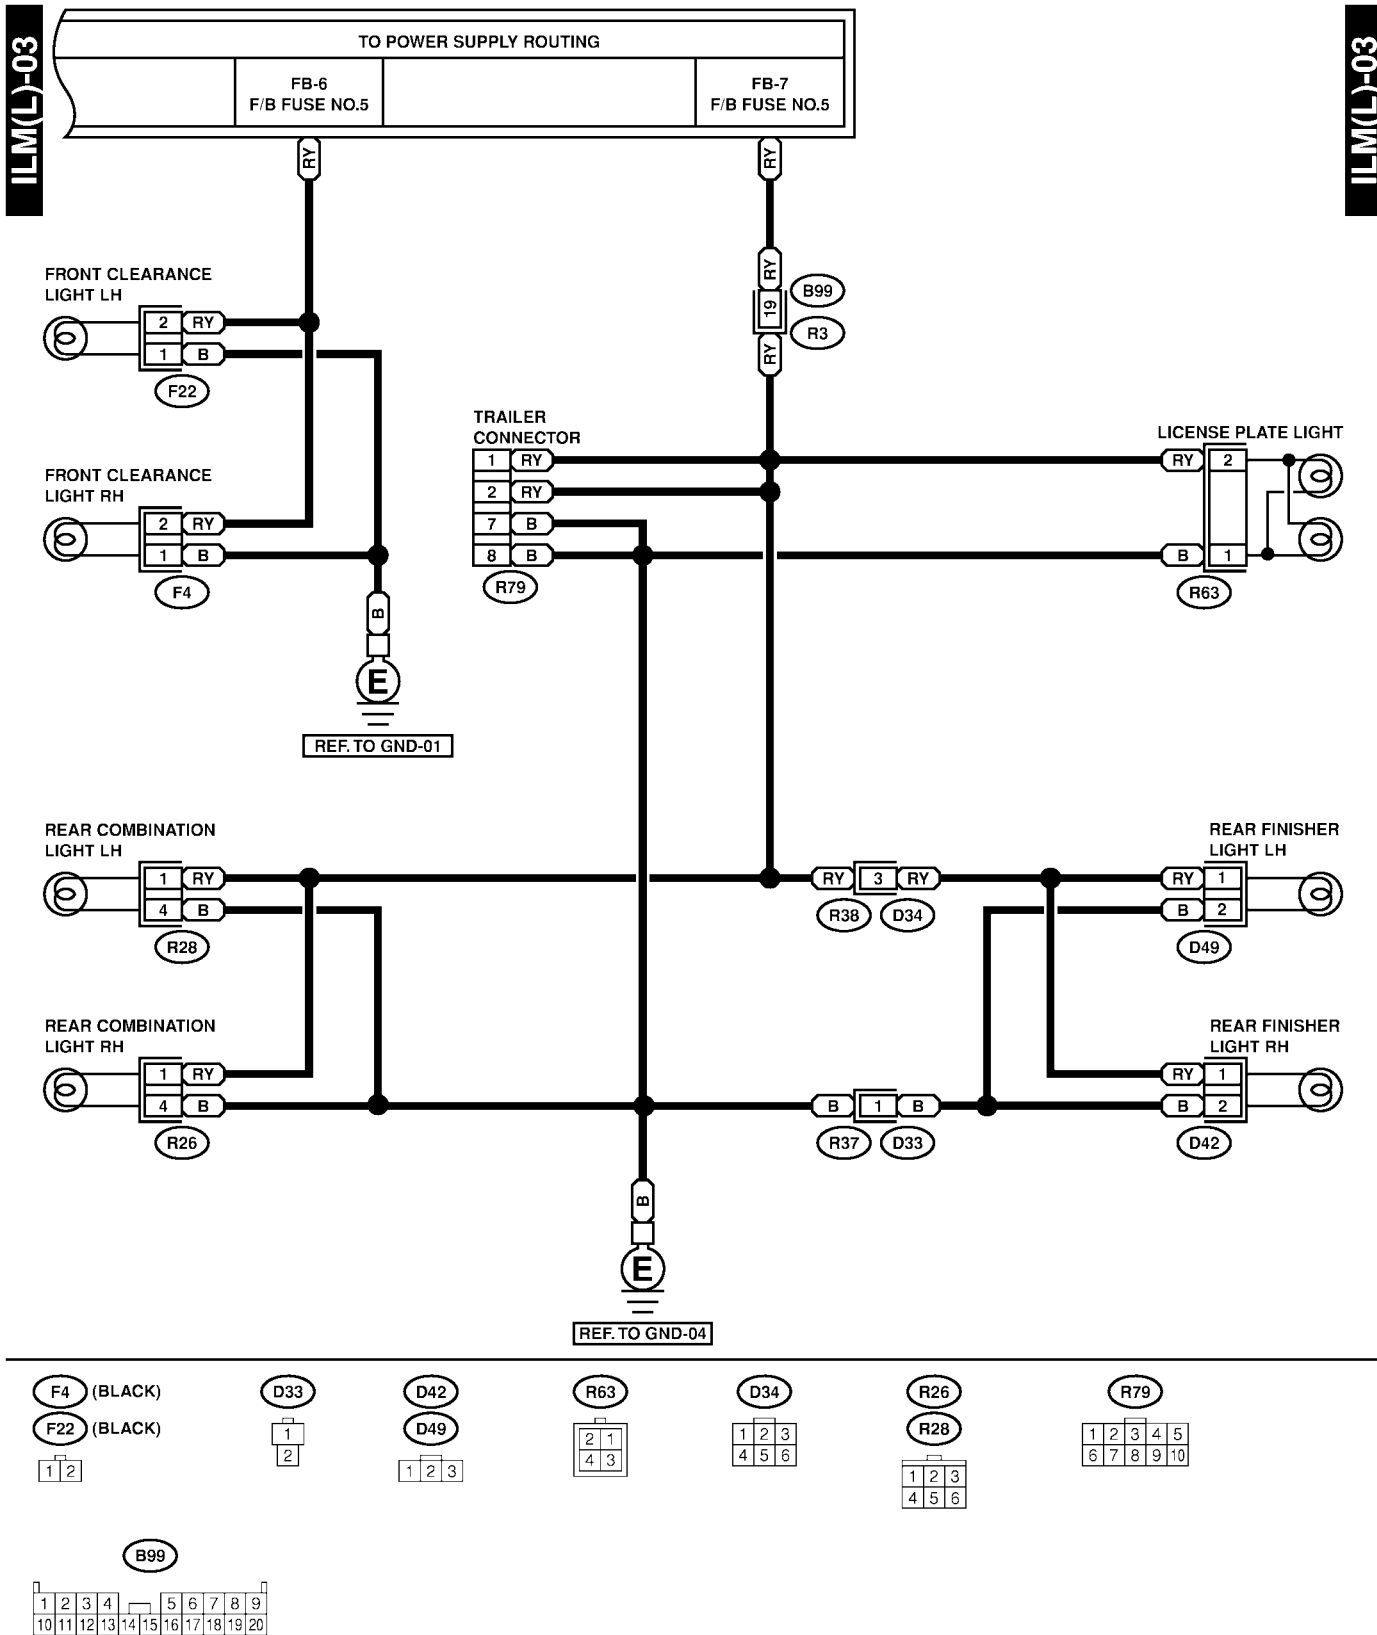 ILM(L)-03
ILM(L)-03
TO POWER SUPPLY ROUTING
FB-6
F/B FUSE NO.5
FB-7
F/B FUSE NO.5
RY
RY
FRONT CLEARANCE
LIGHT LH
2 RY
1 B
F22
RY
19
B99
R3
RY
FRONT CLEARANCE
LIGHT RH
2 RY
1 B
F4
B
E
REF. TO GND-01
TRAILER
CONNECTOR
1 RY
2 RY
7 B
8 B
R79
LICENSE PLATE LIGHT
RY 2
B 1
R63
REAR COMBINATION
LIGHT LH
1 RY
4 B
R28
RY 3 RY
R38 D34
REAR FINISHER
LIGHT LH
RY 1
B 2
D49
REAR COMBINATION
LIGHT RH
1 RY
4 B
R26
B 1 B
R37 D33
REAR FINISHER
LIGHT RH
RY 1
B 2
D42
B
E
REF. TO GND-04
F4 (BLACK)
F22 (BLACK)
1 2
D33
1
2
D42
D49
1 2 3
R63
2 1
4 3
D34
1 2 3
4 5 6
R26
R28
1 2 3
4 5 6
R79
1 2 3 4 5
6 7 8 9 10
B99
1 2 3 4 5 6 7 8 9
10 11 12 13 14 15 16 17 18 19 20